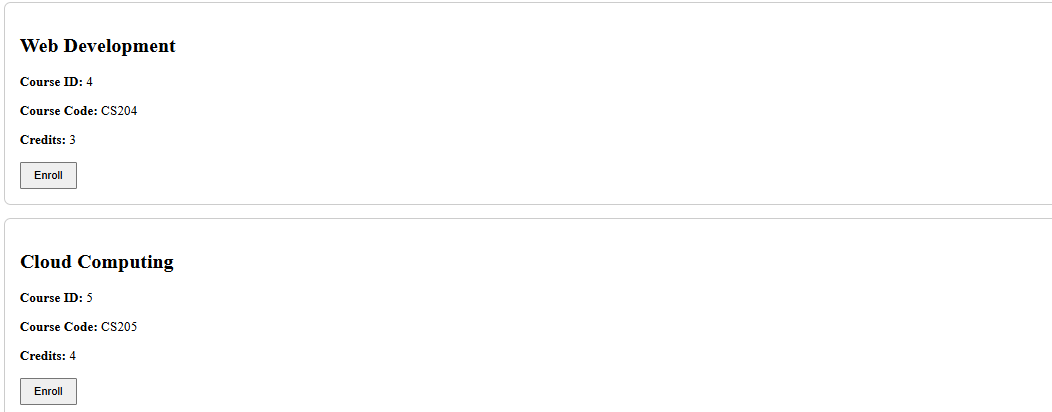 Web Development
Course ID: 4
Course Code: CS204
Credits: 3
Enroll
Cloud Computing
Course ID: 5
Course Code: CS205
Credits: 4
Enroll